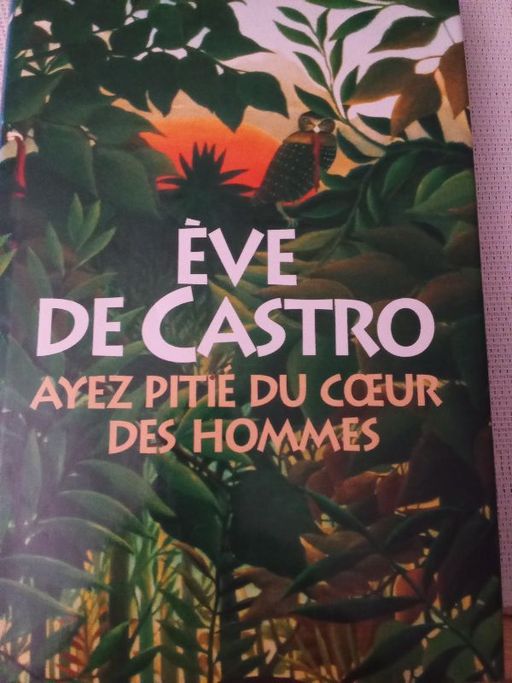 ÈVE
DE CASTRO
AYEZ PITIÉ DU CŒUR
DES HOMMES